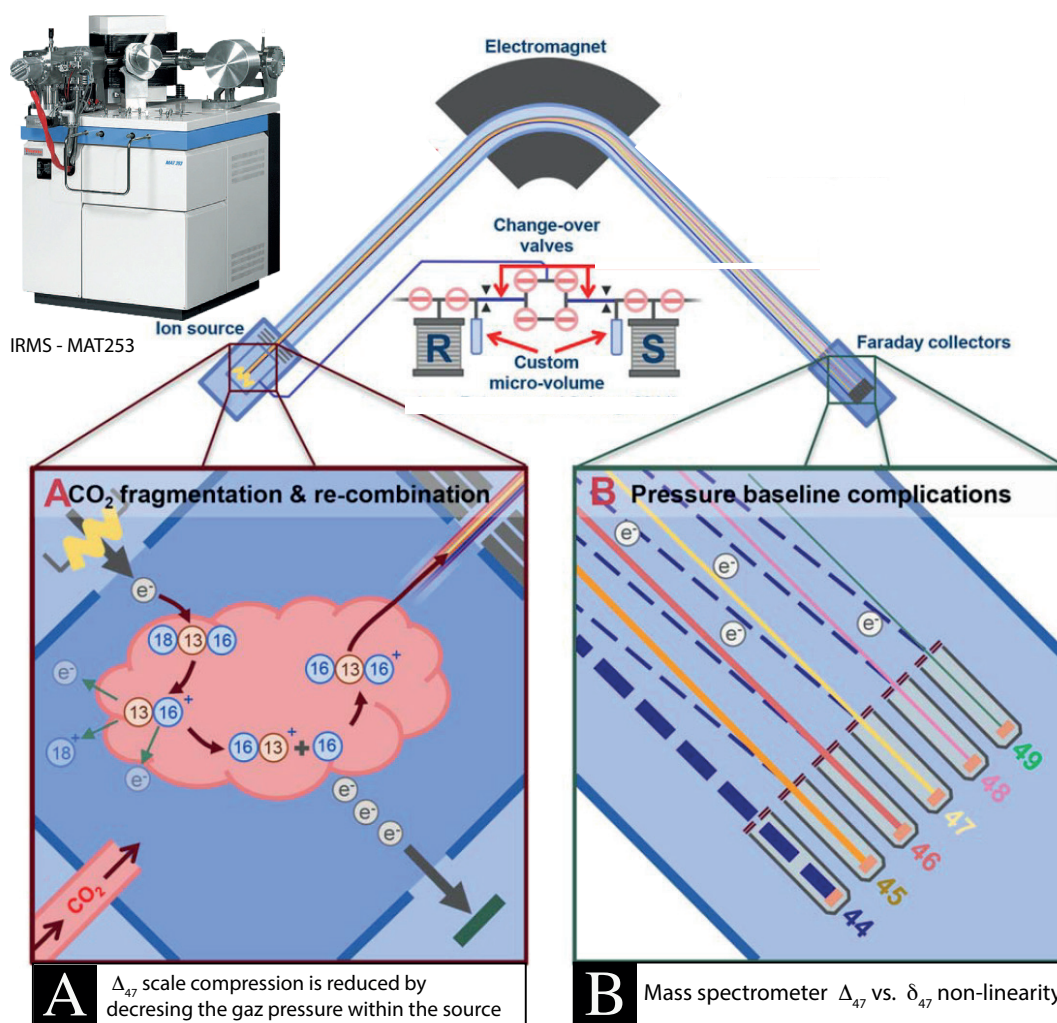 Electromagnet
MAT 253
Change-over
valves
Ion source
IRMS - MAT253
R
S
Custom
micro-volume
Faraday collectors
A CO₂ fragmentation & re-combination
e⁻
18 13 16
16 13 16⁺
e⁻
13 16⁺
18⁺
16 13⁺ + 16
e⁻
e⁻
e⁻
e⁻
CO₂
B Pressure baseline complications
e⁻
e⁻
e⁻
e⁻
49
48
47
46
45
44
A Δ₄₇ scale compression is reduced by
decresing the gaz pressure within the source
B Mass spectrometer Δ₄₇ vs. δ₄₇ non-linearity